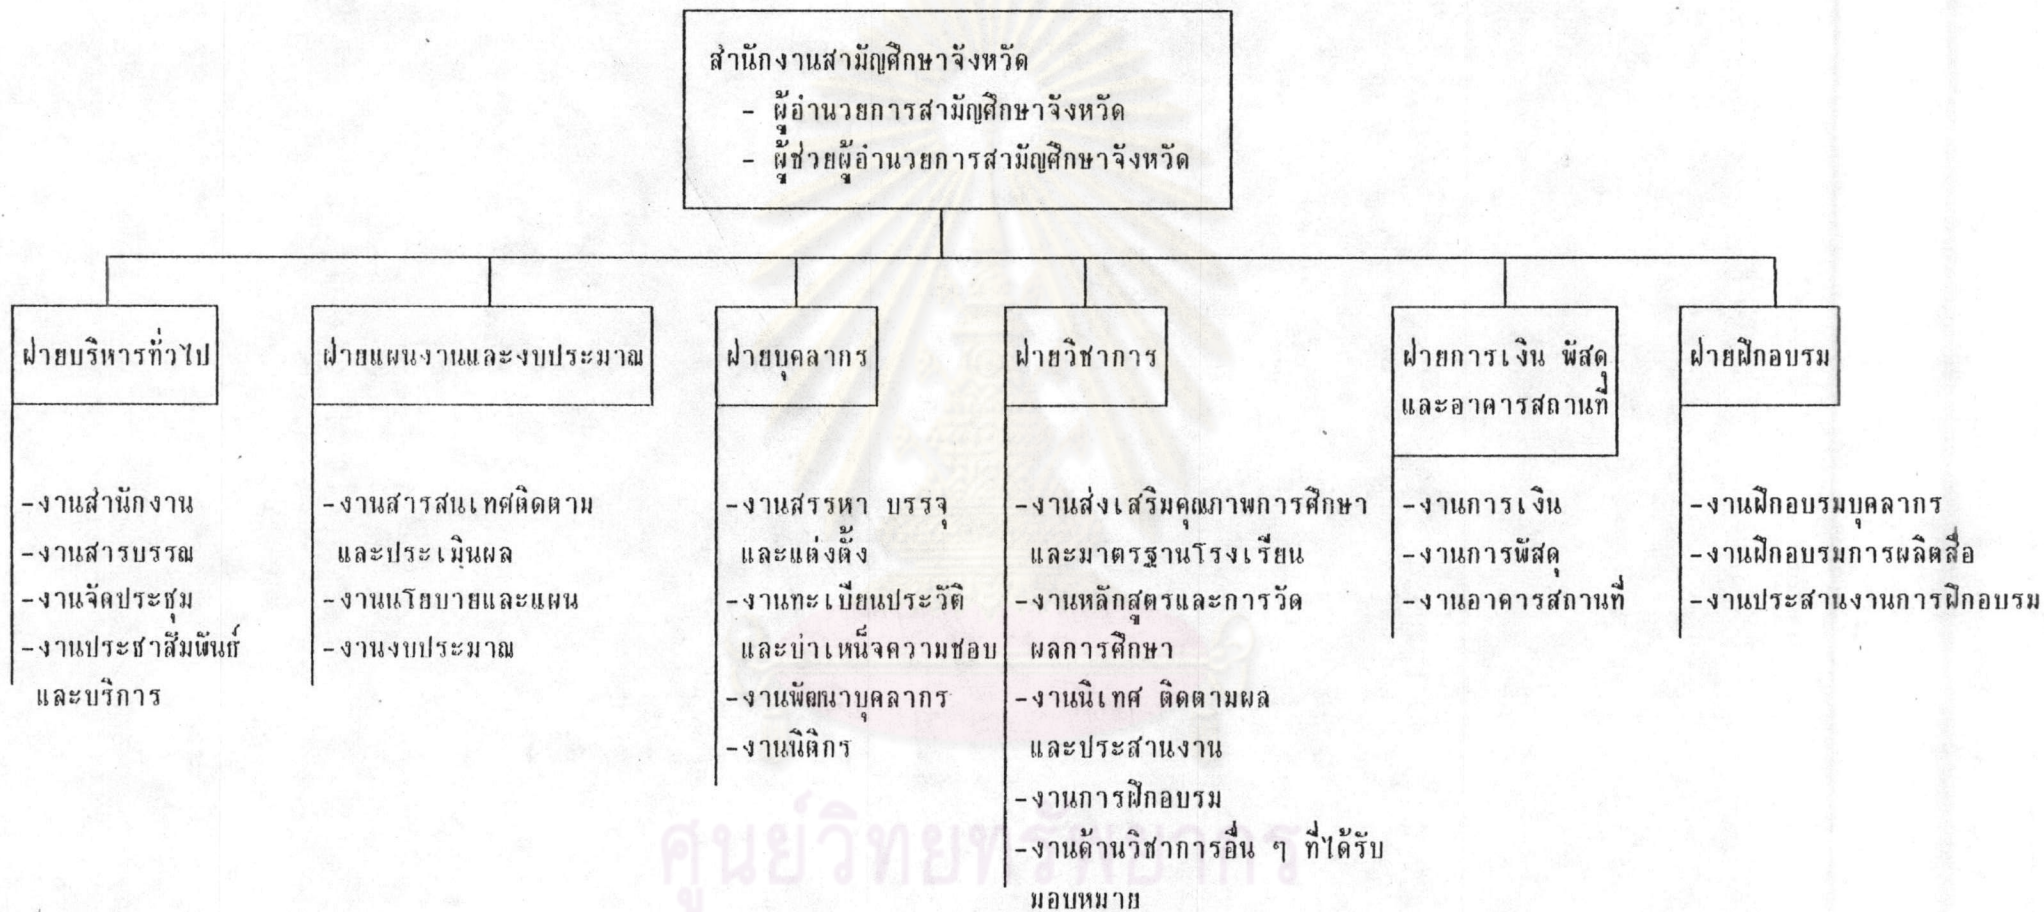 สำนักงานสามัญศึกษาจังหวัด
- ผู้อำนวยการสามัญศึกษาจังหวัด
- ผู้ช่วยผู้อำนวยการสามัญศึกษาจังหวัด
ฝ่ายบริหารทั่วไป
-งานสำนักงาน
-งานสารบรรณ
-งานจัดประชุม
-งานประชาสัมพันธ์
และบริการ
ฝ่ายแผนงานและงบประมาณ
-งานสารสนเทศติดตาม
และประเมินผล
-งานนโยบายและแผน
-งานงบประมาณ
ฝ่ายบุคลากร
-งานสรรหา บรรจุ
และแต่งตั้ง
-งานทะเบียนประวัติ
และบำเหน็จความชอบ
-งานพัฒนาบุคลากร
-งานนิติกร
ฝ่ายวิชาการ
-งานส่งเสริมคุณภาพการศึกษา
และมาตรฐานโรงเรียน
-งานหลักสูตรและการวัด
ผลการศึกษา
-งานนิเทศ ติดตามผล
และประสานงาน
-งานการฝึกอบรม
-งานด้านวิชาการอื่น ๆ ที่ได้รับ
มอบหมาย
ฝ่ายการเงิน พัสดุ
และอาคารสถานที่
-งานการเงิน
-งานการพัสดุ
-งานอาคารสถานที่
ฝ่ายฝึกอบรม
-งานฝึกอบรมบุคลากร
-งานฝึกอบรมการผลิตสื่อ
-งานประสานงานการฝึกอบรม
ศูนย์วิทยทรัพยากร